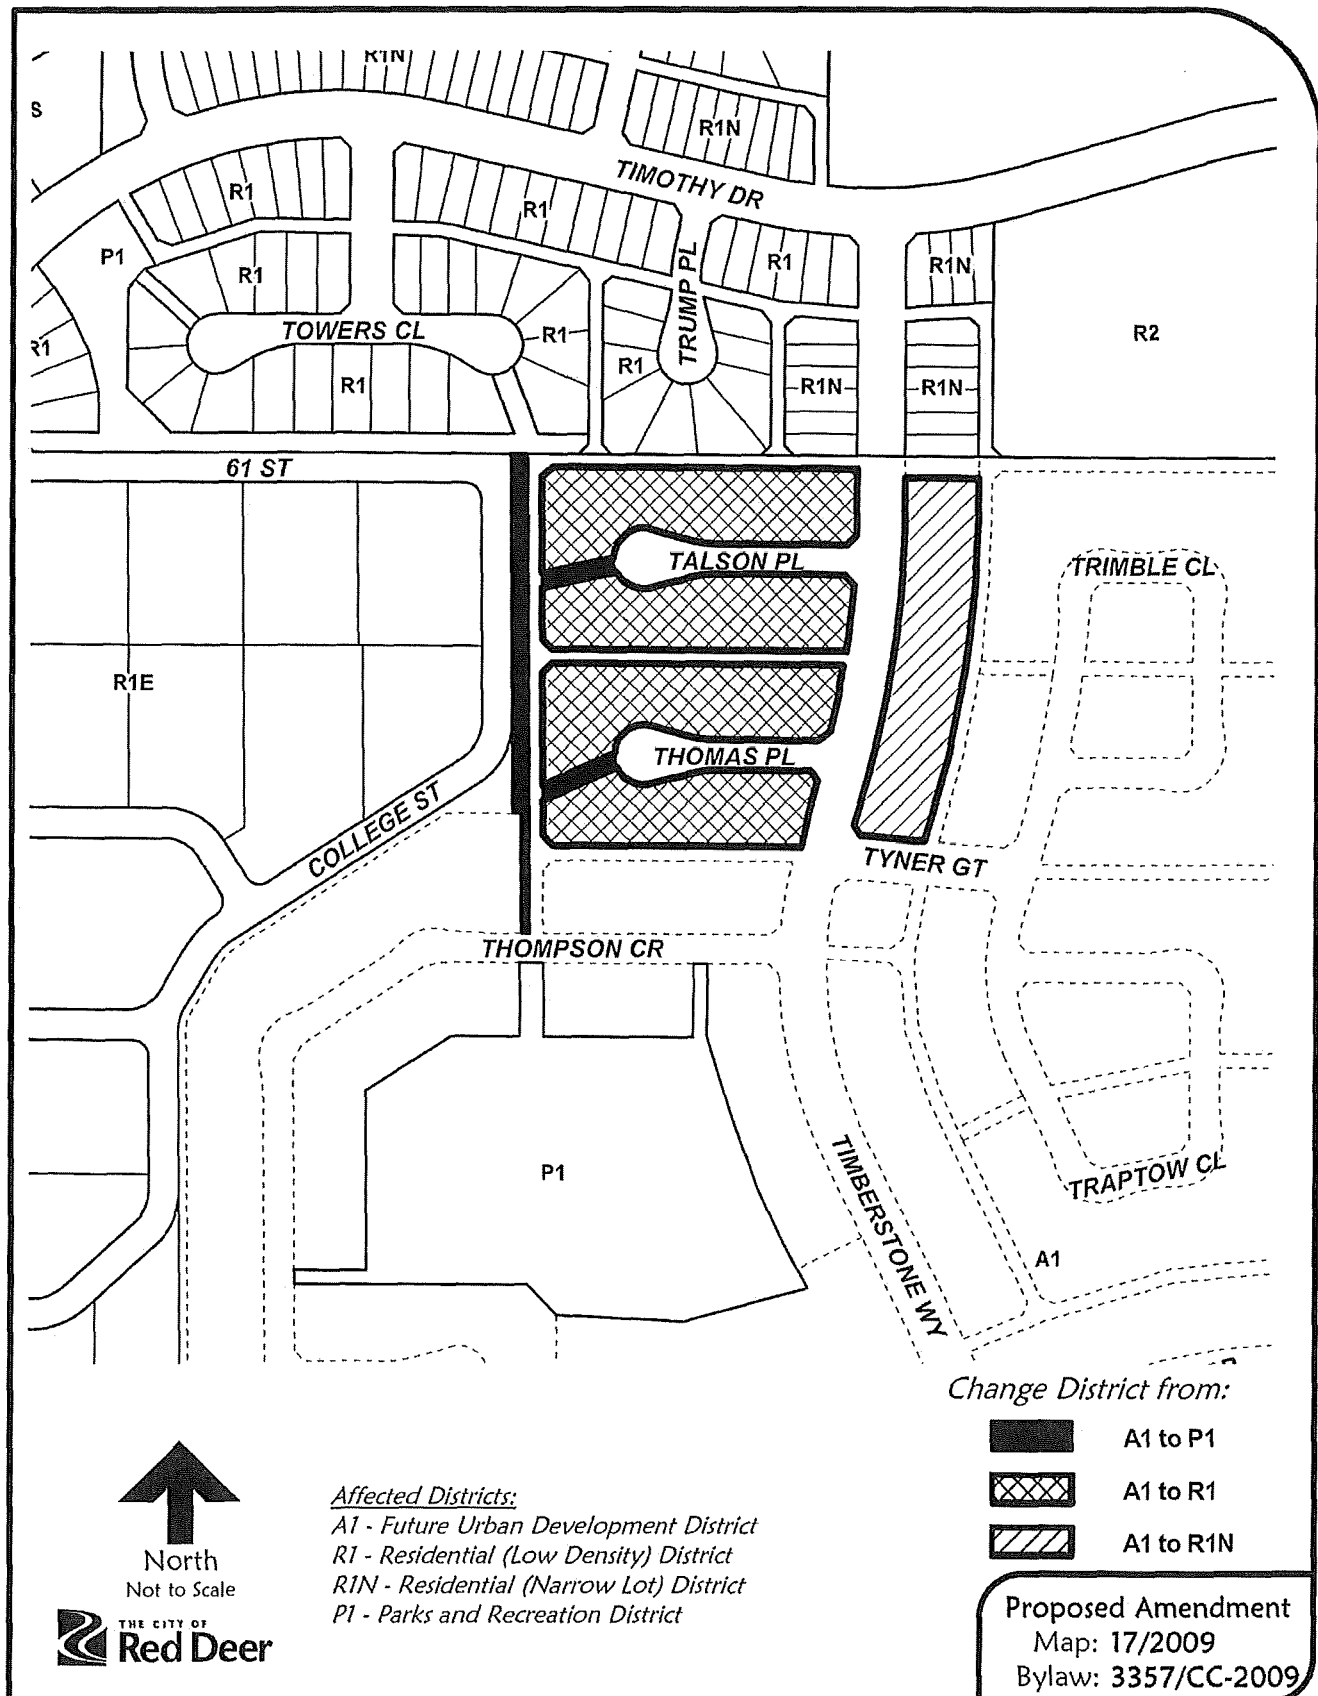 R1N
S
R1N
TIMOTHY DR
R1
R1
P1
R1
TRUMP PL
R1
R1N
R2
R1
TOWERS CL
R1
R1
R1
R1N
R1N
61 ST
TALSON PL
TRIMBLE CL
R1E
THOMAS PL
COLLEGE ST
TYNER GT
THOMPSON CR
P1
TIMBERSTONE WY
TRAPTOW CL
A1
Change District from:
A1 to P1
A1 to R1
A1 to R1N
North
Not to Scale
Affected Districts:
A1 - Future Urban Development District
R1 - Residential (Low Density) District
R1N - Residential (Narrow Lot) District
P1 - Parks and Recreation District
THE CITY OF
Red Deer
Proposed Amendment
Map: 17/2009
Bylaw: 3357/CC-2009